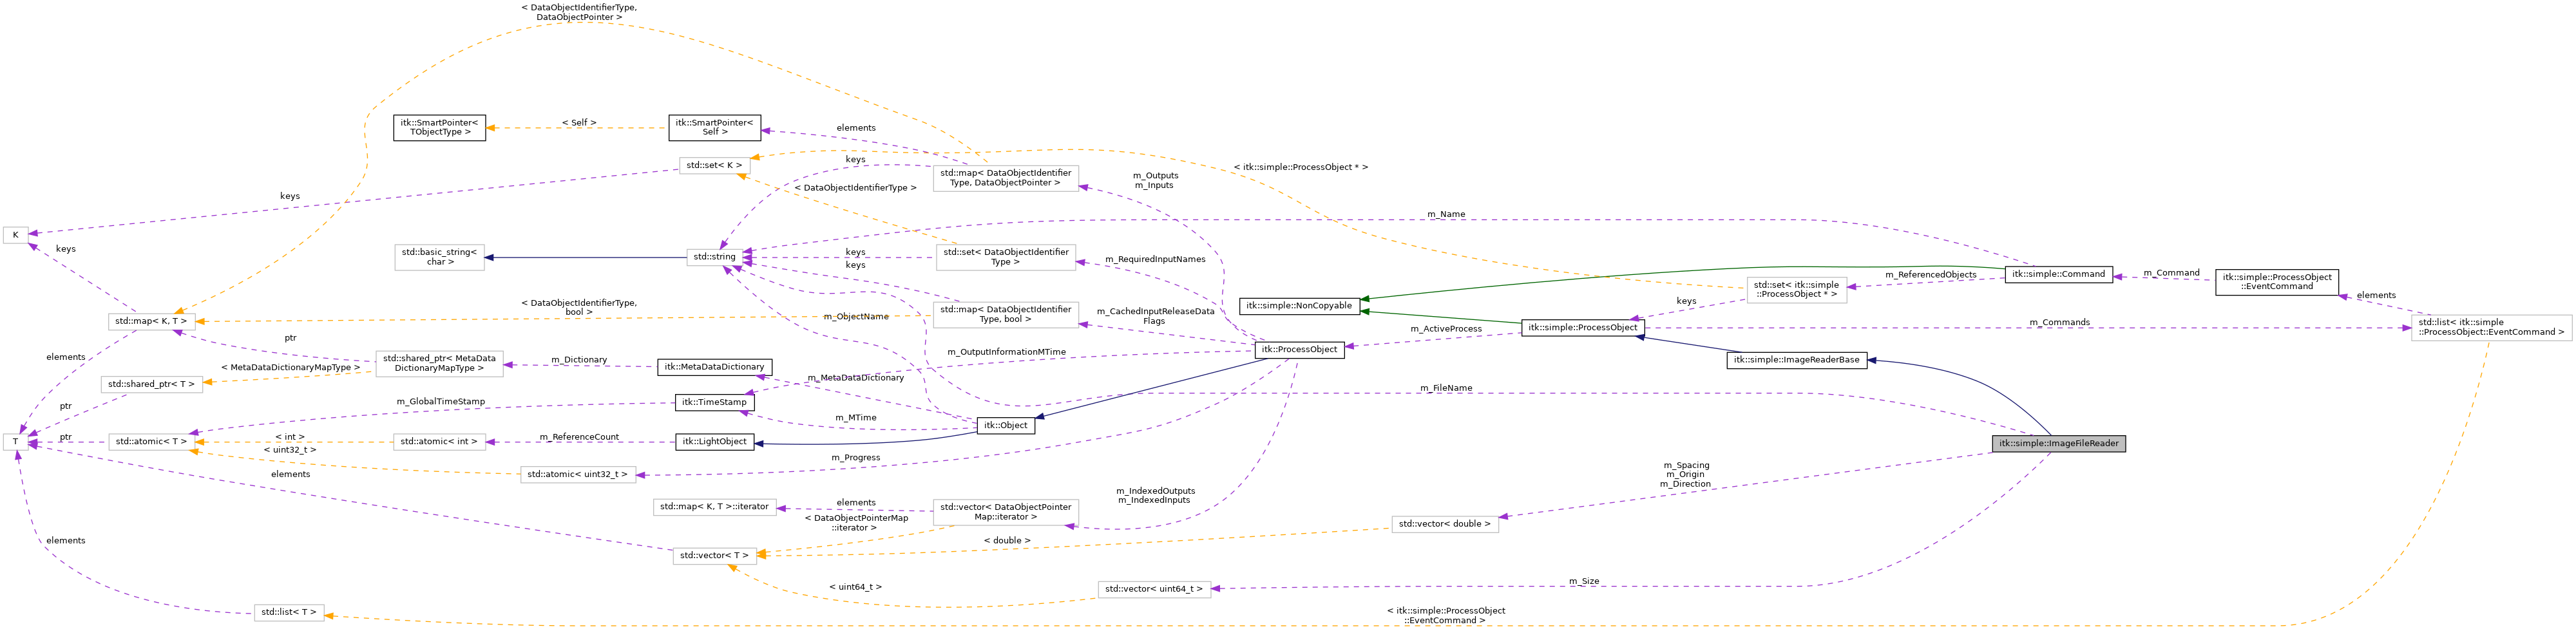 < DataObjectIdentifierType,
DataObjectPointer >
itk::SmartPointer<
TObjectType >
< Self >
itk::SmartPointer<
Self >
elements
keys
std::set< K >
< itk::simple::ProcessObject * >
std::map< DataObjectIdentifier
Type, DataObjectPointer >
m_Outputs
m_Inputs
< DataObjectIdentifierType >
keys
m_Name
K
keys
std::basic_string<
char >
std::string
keys
keys
std::set< DataObjectIdentifier
Type >
m_RequiredInputNames
itk::simple::Command
m_ReferencedObjects
m_Command
itk::simple::ProcessObject
::EventCommand
std::set< itk::simple
::ProcessObject * >
elements
keys
< DataObjectIdentifierType,
bool >
std::map< DataObjectIdentifier
Type, bool >
m_CachedInputReleaseData
Flags
itk::simple::NonCopyable
m_ObjectName
std::map< K, T >
m_ActiveProcess
itk::simple::ProcessObject
m_Commands
std::list< itk::simple
::ProcessObject::EventCommand >
ptr
elements
std::shared_ptr< MetaData
DictionaryMapType >
m_Dictionary
itk::MetaDataDictionary
m_OutputInformationMTime
itk::ProcessObject
itk::simple::ImageReaderBase
< MetaDataDictionaryMapType >
m_MetaDataDictionary
std::shared_ptr< T >
m_FileName
ptr
m_GlobalTimeStamp
itk::TimeStamp
m_MTime
itk::Object
T
ptr
std::atomic< T >
< int >
std::atomic< int >
m_ReferenceCount
itk::LightObject
itk::simple::ImageFileReader
< uint32_t >
m_Progress
elements
std::atomic< uint32_t >
m_Spacing
m_Origin
m_Direction
std::map< K, T >::iterator
elements
std::vector< DataObjectPointer
Map::iterator >
m_IndexedOutputs
m_IndexedInputs
< DataObjectPointerMap
::iterator >
std::vector< double >
elements
< double >
std::vector< T >
< uint64_t >
std::vector< uint64_t >
m_Size
std::list< T >
< itk::simple::ProcessObject
::EventCommand >